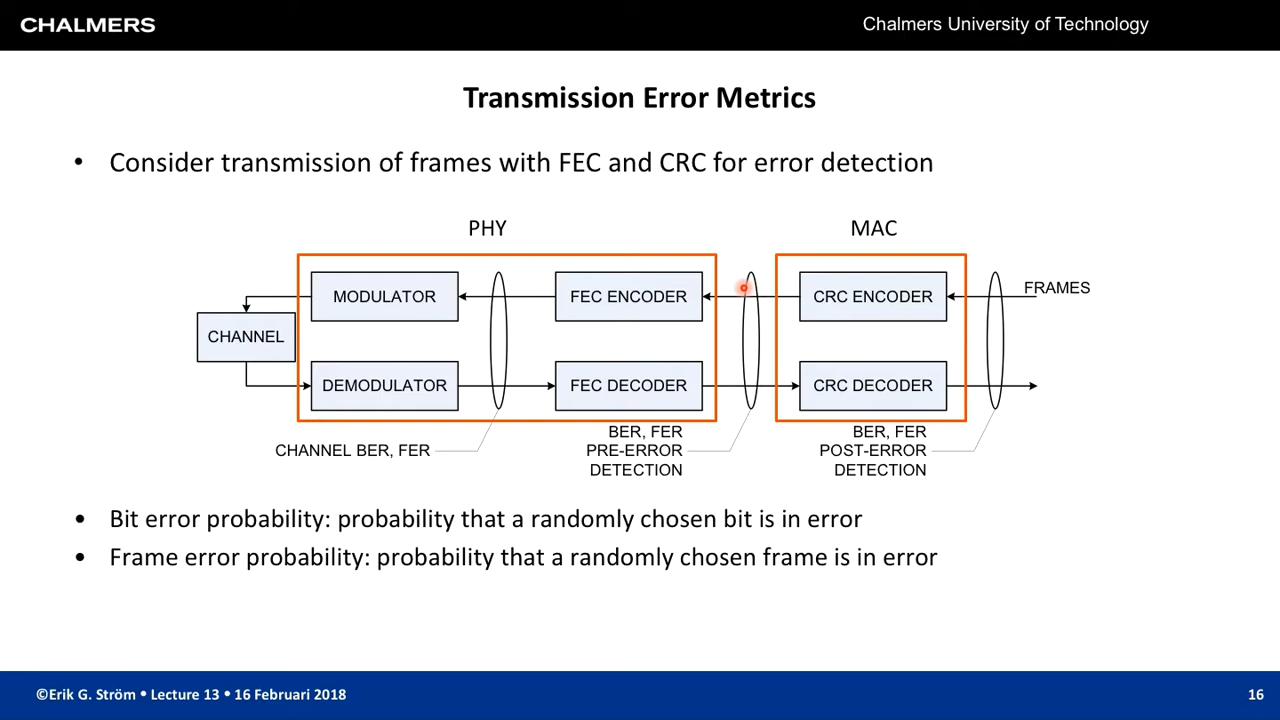 CHALMERS
Chalmers University of Technology
Transmission Error Metrics
• Consider transmission of frames with FEC and CRC for error detection
PHY
MAC
MODULATOR
FEC ENCODER
CRC ENCODER
FRAMES
CHANNEL
DEMODULATOR
FEC DECODER
CRC DECODER
CHANNEL BER, FER
BER, FER
PRE-ERROR
DETECTION
BER, FER
POST-ERROR
DETECTION
• Bit error probability: probability that a randomly chosen bit is in error
• Frame error probability: probability that a randomly chosen frame is in error
©Erik G. Ström • Lecture 13 • 16 Februari 2018
16